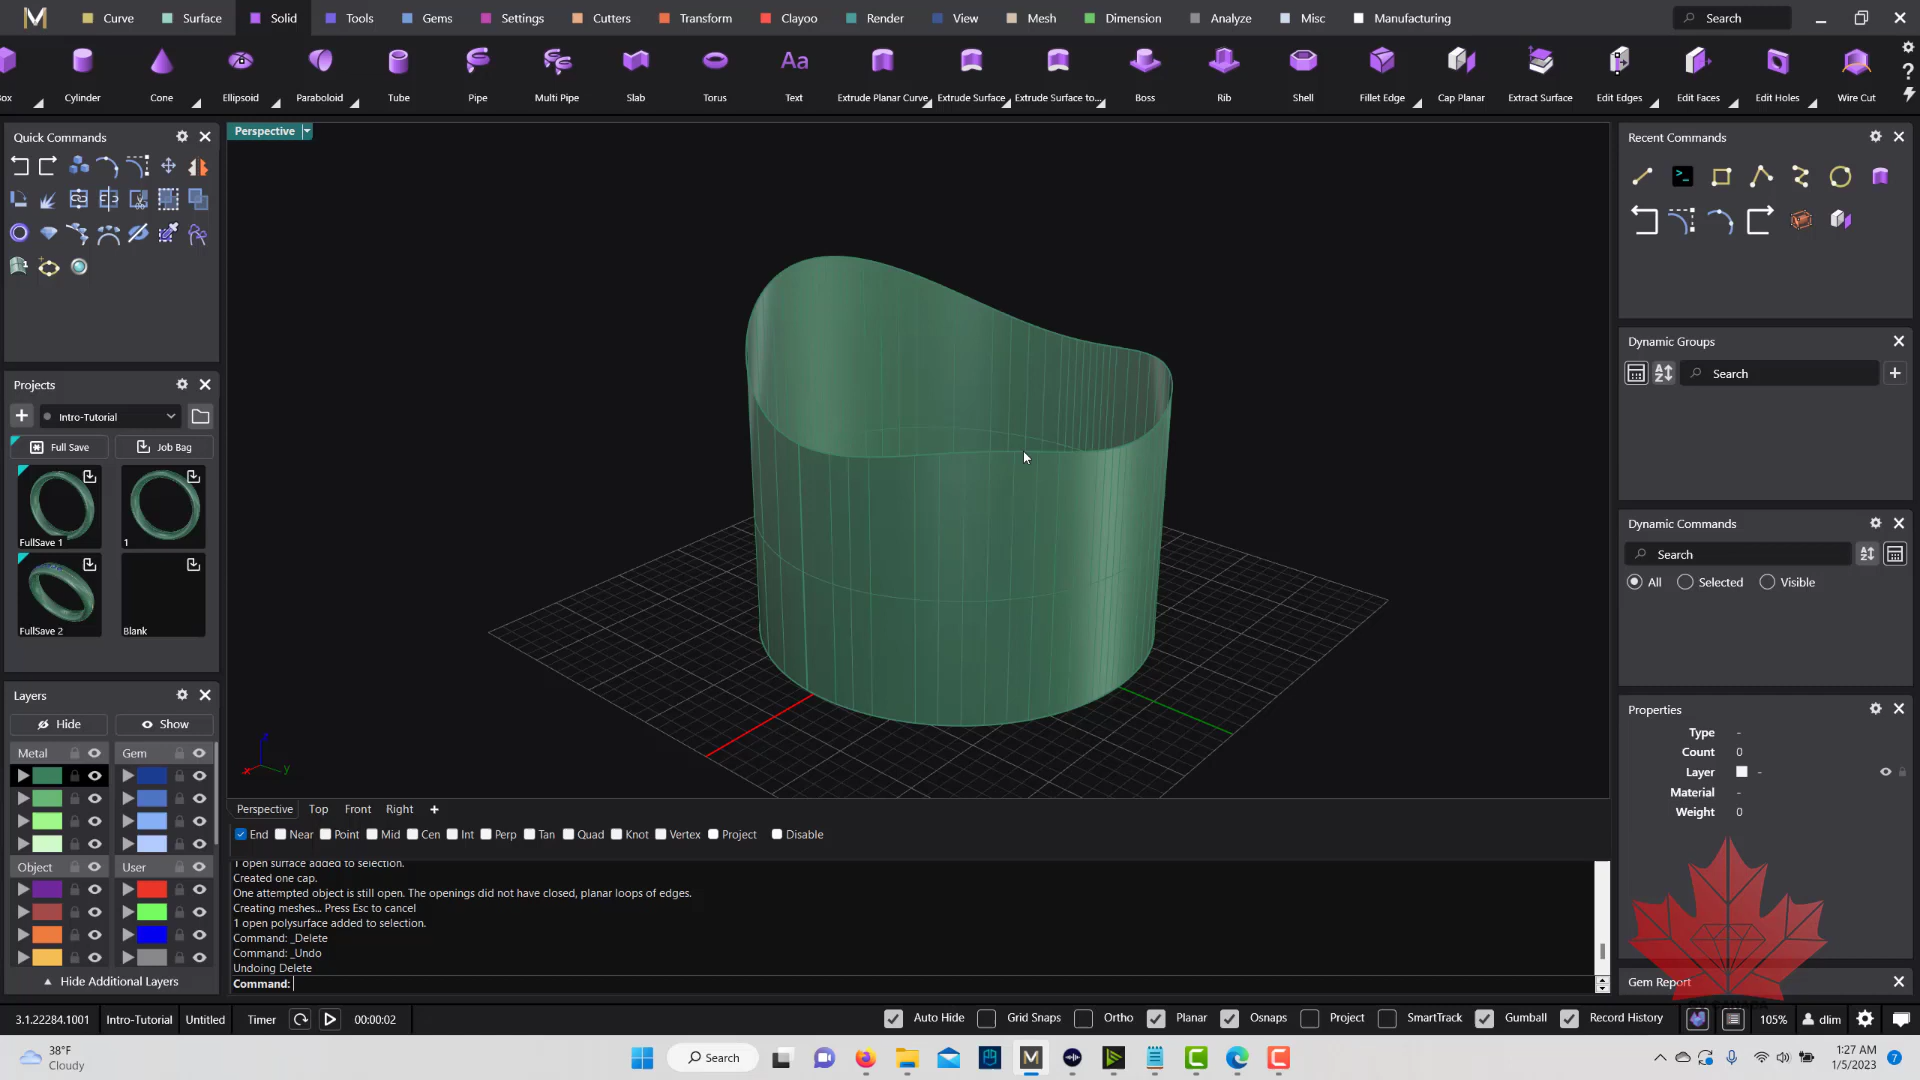 Curve Surface Solid Tools Gems Settings Cutters Transform Clayoo Render View Mesh Dimension Analyze Misc Manufacturing Search
Cylinder Cone Ellipsoid Paraboloid Tube Pipe Multi Pipe Slab Torus Text Extrude Planar Curve Extrude Surface Extrude Surface to... Boss Rib Shell Fillet Edge Cap Planar Extract Surface Edit Edges Edit Faces Edit Holes Wire Cut
Aa
Quick Commands
Perspective
Recent Commands
Dynamic Groups
Search
Projects
Intro-Tutorial
Full Save Job Bag
FullSave 1 1
FullSave 2 Blank
Dynamic Commands
Search
All Selected Visible
Layers
Hide Show
Metal Gem
Object User
Hide Additional Layers
Properties
Type -
Count 0
Layer -
Material -
Weight 0
Gem Report
x y
Perspective Top Front Right +
End Near Point Mid Cen Int Perp Tan Quad Knot Vertex Project Disable
1 open surface added to selection.
Created one cap.
One attempted object is still open. The openings did not have closed, planar loops of edges.
Creating meshes... Press Esc to cancel
1 open polysurface added to selection.
Command: _Delete
Command: _Undo
Undoing Delete
Command:
3.1.22284.1001 Intro-Tutorial Untitled Timer 00:00:02 Auto Hide Grid Snaps Ortho Planar Osnaps Project SmartTrack Gumball Record History 105% dlim
38°F
Cloudy
Search
1:27 AM
1/5/2023
7